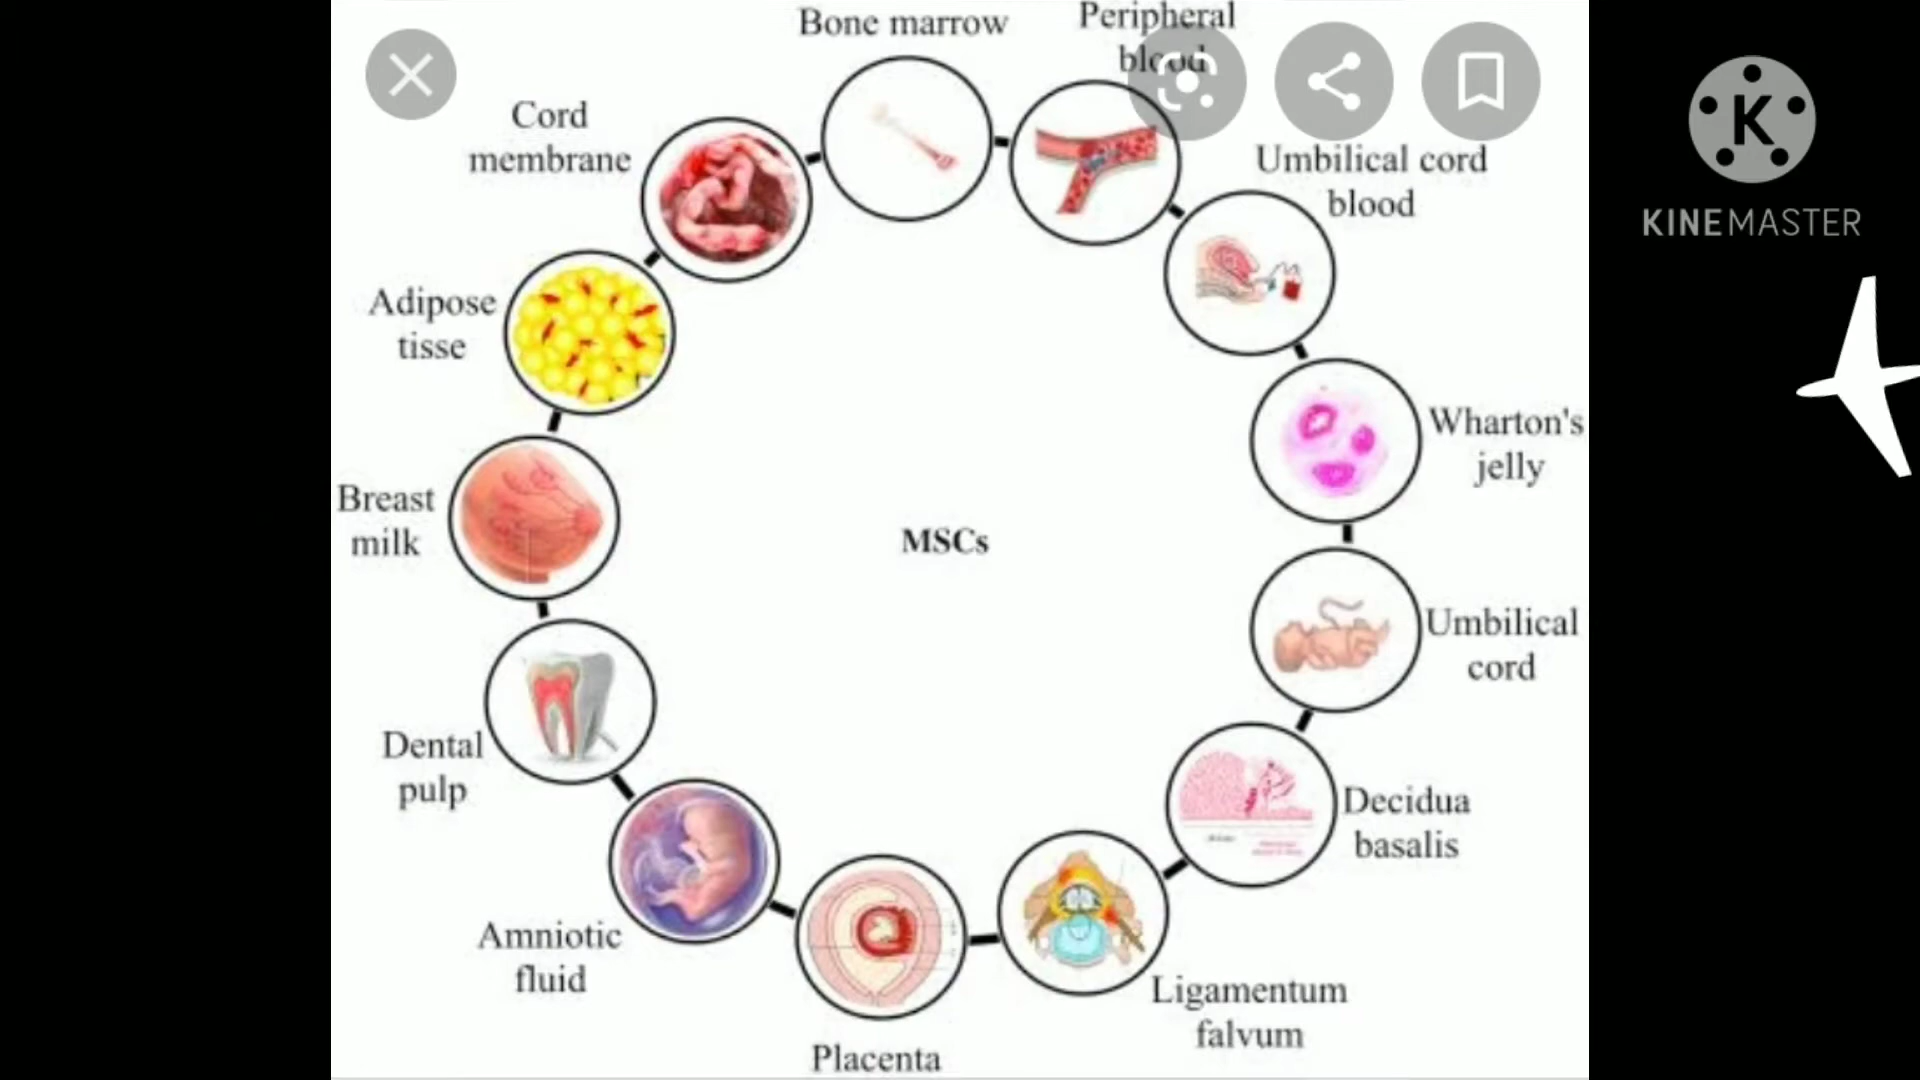 Bone marrow
Peripheral
blood
Cord
membrane
Umbilical cord
blood
Adipose
tisse
Wharton's
jelly
Breast
milk
MSCs
Umbilical
cord
Dental
pulp
Decidua
basalis
Amniotic
fluid
Ligamentum
falvum
Placenta
K
KINEMASTER